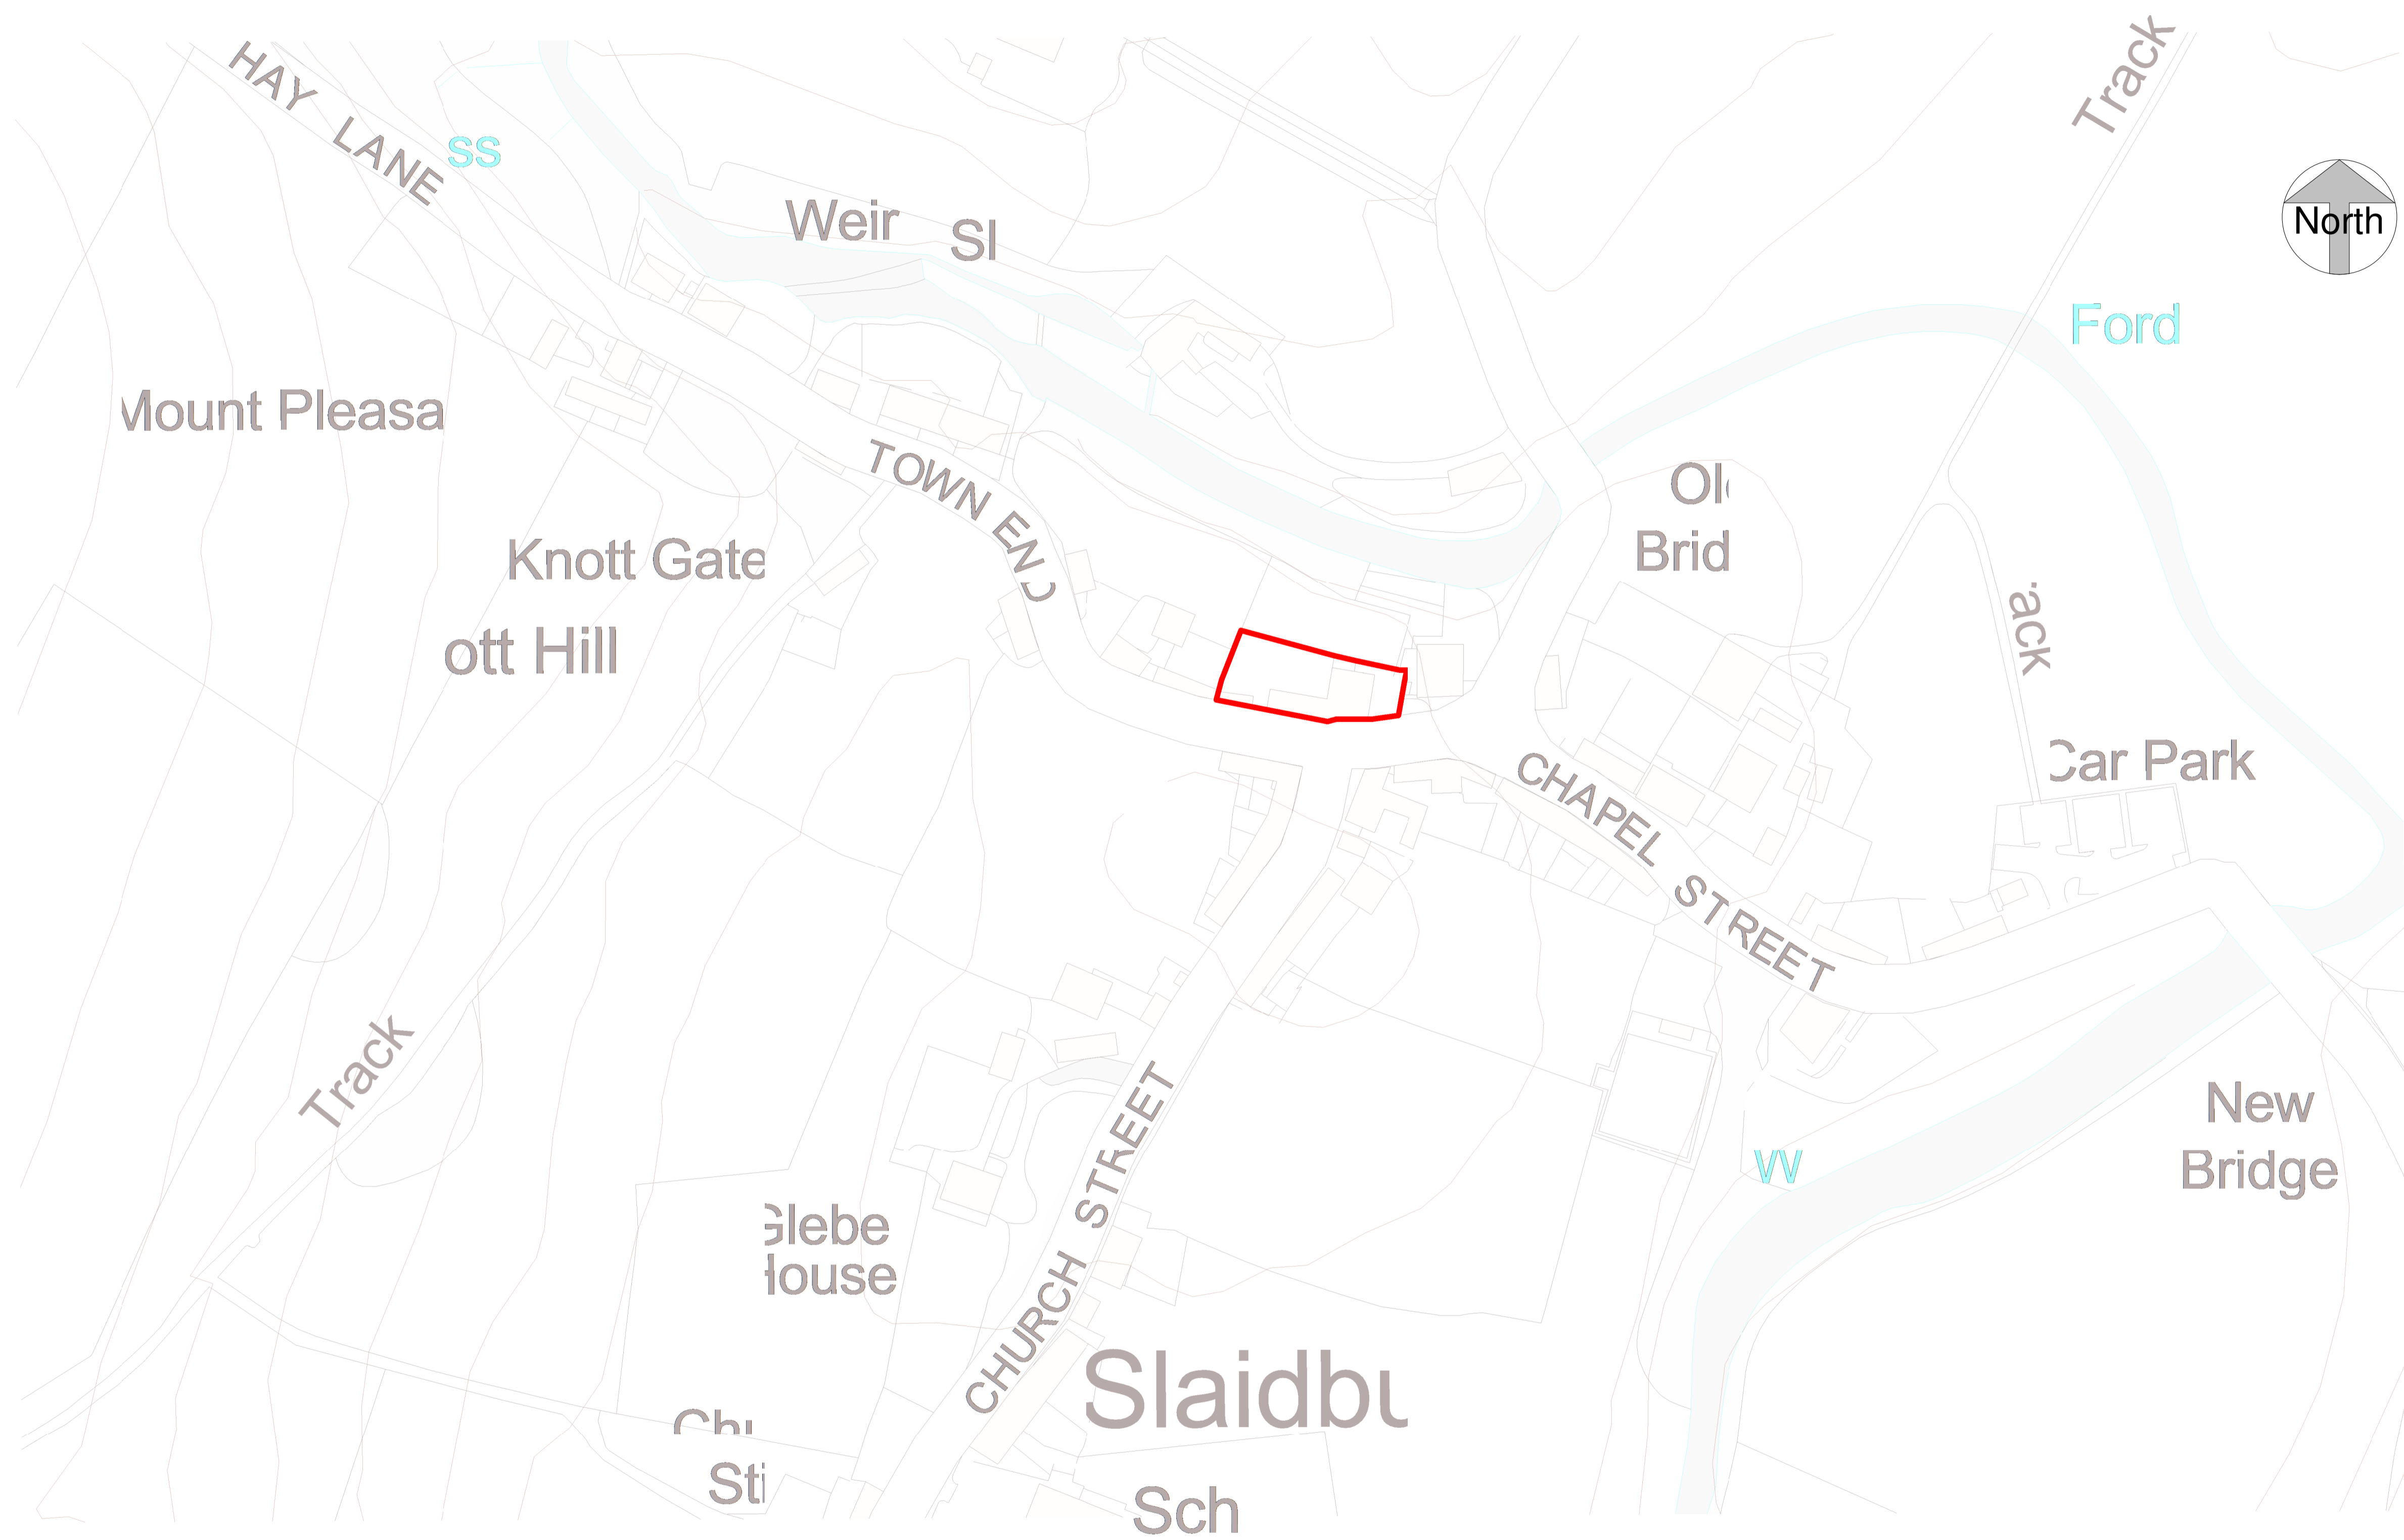 HAY LANE
Track
ss
Weir
Sl
North
Ford
Mount Pleasa
TOWN END
Knott Gate
ott Hill
Ol
Brid
ack
Car Park
CHAPEL STREET
Track
New
Bridge
W
Glebe
House
CHURCH STREET
Slaidbu
Chu
Sti
Sch